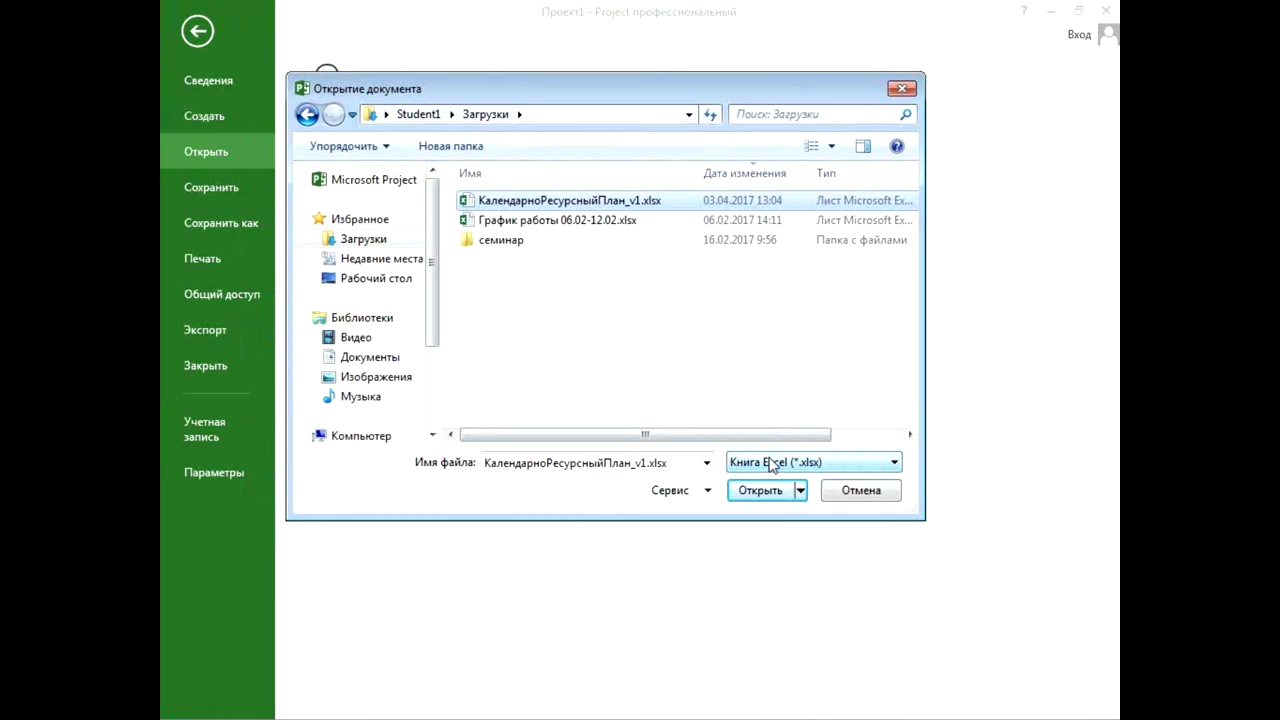 Проект1 - Project профессиональный
?
Вход
Сведения
Создать
Открыть
Сохранить
Сохранить как
Печать
Общий доступ
Экспорт
Закрыть
Учетная
запись
Параметры
Открытие документа
Student1 Загрузки
Поиск: Загрузки
Упорядочить Новая папка
Microsoft Project
Избранное
Загрузки
Недавние места
Рабочий стол
Библиотеки
Видео
Документы
Изображения
Музыка
Компьютер
Имя Дата изменения Тип
КалендарноРесурсныйПлан_v1.xlsx 03.04.2017 13:04 Лист Microsoft Ex...
График работы 06.02-12.02.xlsx 06.02.2017 14:11 Лист Microsoft Ex...
семинар 16.02.2017 9:56 Папка с файлами
Имя файла: КалендарноРесурсныйПлан_v1.xlsx Книга Excel (*.xlsx)
Сервис Открыть Отмена